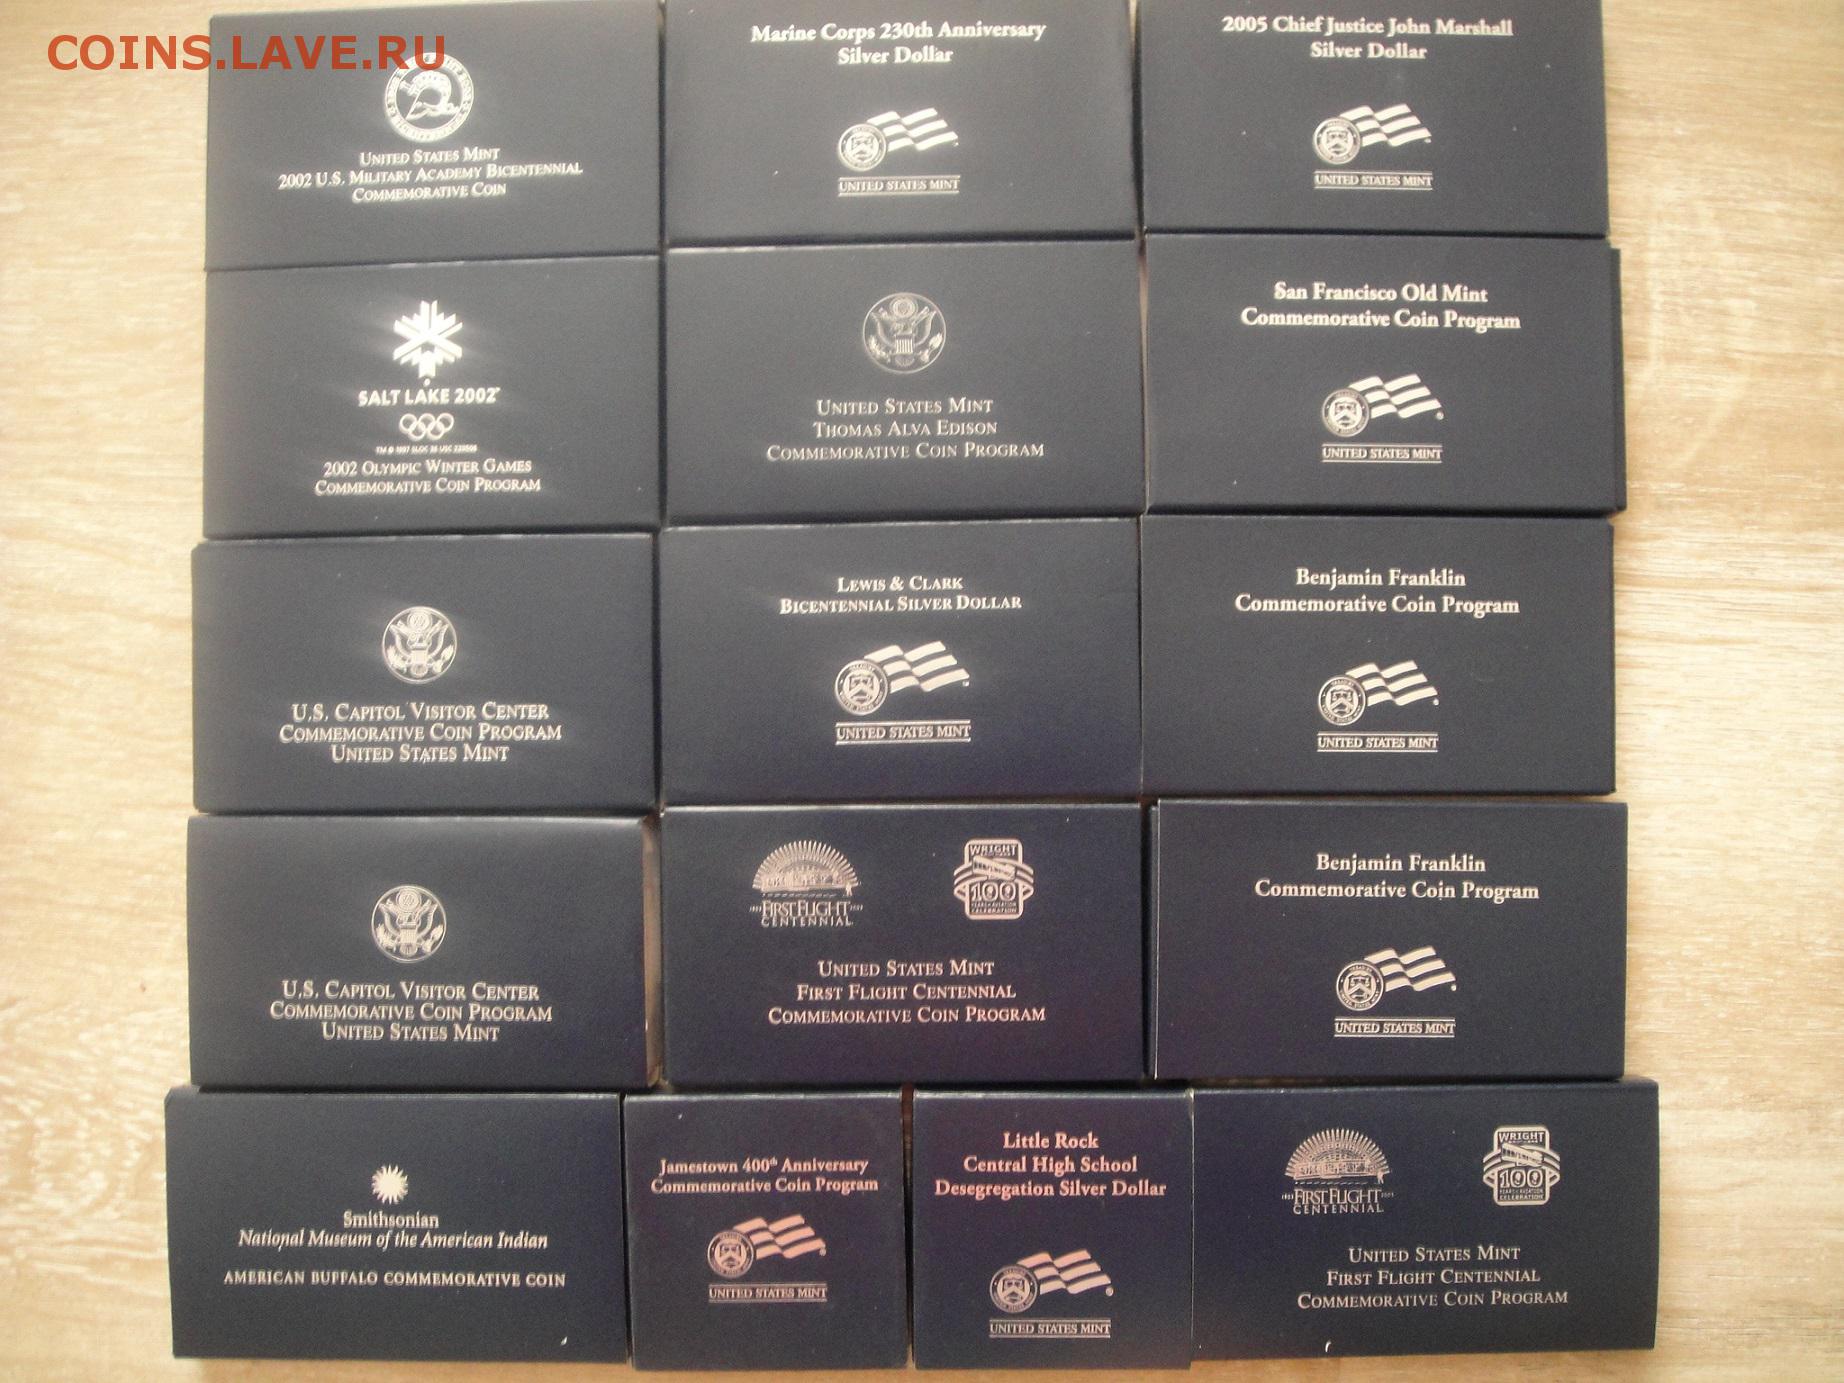 COINS.LAVE.RU
UNITED STATES MINT
2002 U.S. MILITARY ACADEMY BICENTENNIAL
COMMEMORATIVE COIN
Marine Corps 230th Anniversary
Silver Dollar
UNITED STATES MINT
2005 Chief Justice John Marshall
Silver Dollar
UNITED STATES MINT
SALT LAKE 2002
2002 OLYMPIC WINTER GAMES
COMMEMORATIVE COIN PROGRAM
UNITED STATES MINT
THOMAS ALVA EDISON
COMMEMORATIVE COIN PROGRAM
San Francisco Old Mint
Commemorative Coin Program
UNITED STATES MINT
U.S. CAPITOL VISITOR CENTER
COMMEMORATIVE COIN PROGRAM
UNITED STATES MINT
LEWIS & CLARK
BICENTENNIAL SILVER DOLLAR
UNITED STATES MINT
Benjamin Franklin
Commemorative Coin Program
UNITED STATES MINT
U.S. CAPITOL VISITOR CENTER
COMMEMORATIVE COIN PROGRAM
UNITED STATES MINT
FIRST FLIGHT
CENTENNIAL
WRIGHT
100
YEARS OF AVIATION
CELEBRATION
UNITED STATES MINT
FIRST FLIGHT CENTENNIAL
COMMEMORATIVE COIN PROGRAM
Benjamin Franklin
Commemorative Coin Program
UNITED STATES MINT
Smithsonian
National Museum of the American Indian
AMERICAN BUFFALO COMMEMORATIVE COIN
Jamestown 400th Anniversary
Commemorative Coin Program
UNITED STATES MINT
Little Rock
Central High School
Desegregation Silver Dollar
UNITED STATES MINT
FIRST FLIGHT
CENTENNIAL
WRIGHT
100
YEARS OF AVIATION
CELEBRATION
UNITED STATES MINT
FIRST FLIGHT CENTENNIAL
COMMEMORATIVE COIN PROGRAM